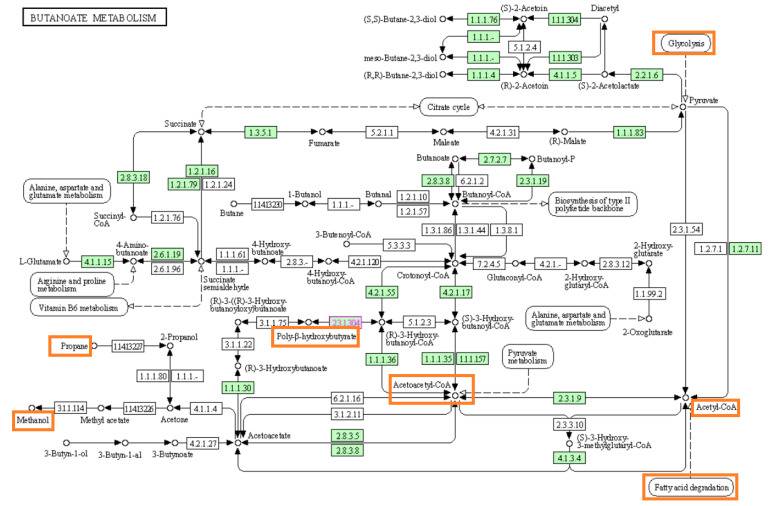 BUTANOATE METABOLISM
(S,S)-Butane-2,3-diol
1.1.1.76
(S)-2-Acetoin
1.1.1.304
Diacetyl
1.1.1.-
5.1.2.4
meso-Butane-2,3-diol
1.1.1.-
1.1.1.303
(R,R)-Butane-2,3-diol
1.1.1.4
(R)-2-Acetoin
4.1.1.5
(S)-2-Acetolactate
2.2.1.6
Glycolysis
Pyruvate
Citrate cycle
Succinate
1.3.5.1
Fumarate
5.2.1.1
Maleate
4.2.1.31
(R)-Malate
1.1.1.83
2.8.3.18
1.2.1.16
1.2.1.79
1.2.1.24
Butanoate
2.7.2.7
Butanoyl-P
2.8.3.8
6.2.1.2
2.3.1.19
Alanine, aspartate and
glutamate metabolism
Butane
1.14.13.230
1-Butanol
1.1.1.-
Butanal
1.2.1.10
1.2.1.57
Butanoyl-CoA
Biosynthesis of type II
polyketide backbone
Succinyl-
CoA
1.2.1.76
1.3.1.86
1.3.1.44
1.3.8.1
2.3.1.54
3-Butenoyl-CoA
5.3.3.3
1.2.7.1
1.2.7.11
L-Glutamate
4.1.1.15
4-Amino-
butanoate
2.6.1.19
2.6.1.96
1.1.1.61
1.1.1.-
4-Hydroxy-
butanoate
2.8.3.-
4-Hydroxy-
butanoyl-CoA
4.2.1.120
Crotonoyl-CoA
7.2.4.5
Glutaconyl-CoA
4.2.1.-
2-Hydroxy-
glutaryl-CoA
2.8.3.12
2-Hydroxy-
glutarate
Succinate
semialdehyde
Arginine and proline
metabolism
Vitamin B6 metabolism
1.1.99.2
2-Oxoglutarate
4.2.1.55
4.2.1.17
(R)-3-((R)-3-Hydroxy-
butanoyloxy)butanoate
3.1.1.75
2.3.1.304
Poly-β-hydroxybutyrate
(R)-3-Hydroxy-
butanoyl-CoA
5.1.2.3
(S)-3-Hydroxy-
butanoyl-CoA
Alanine, aspartate and
glutamate metabolism
3.1.1.22
Propane
1.14.13.227
2-Propanol
(R)-3-Hydroxybutanoate
1.1.1.36
1.1.1.35
1.1.1.157
Pyruvate
metabolism
1.1.1.80
1.1.1.-
1.1.1.30
Acetoacetyl-CoA
6.2.1.16
2.3.1.9
Acetyl-CoA
Methanol
3.1.1.114
Methyl acetate
1.14.13.226
Acetone
4.1.1.4
3.1.2.11
Acetoacetate
2.8.3.5
2.8.3.8
2.3.3.10
(S)-3-Hydroxy-
3-methylglutaryl-CoA
4.1.3.4
3-Butyn-1-ol
3-Butyn-1-al
3-Butynoate
4.2.1.27
Fatty acid degradation